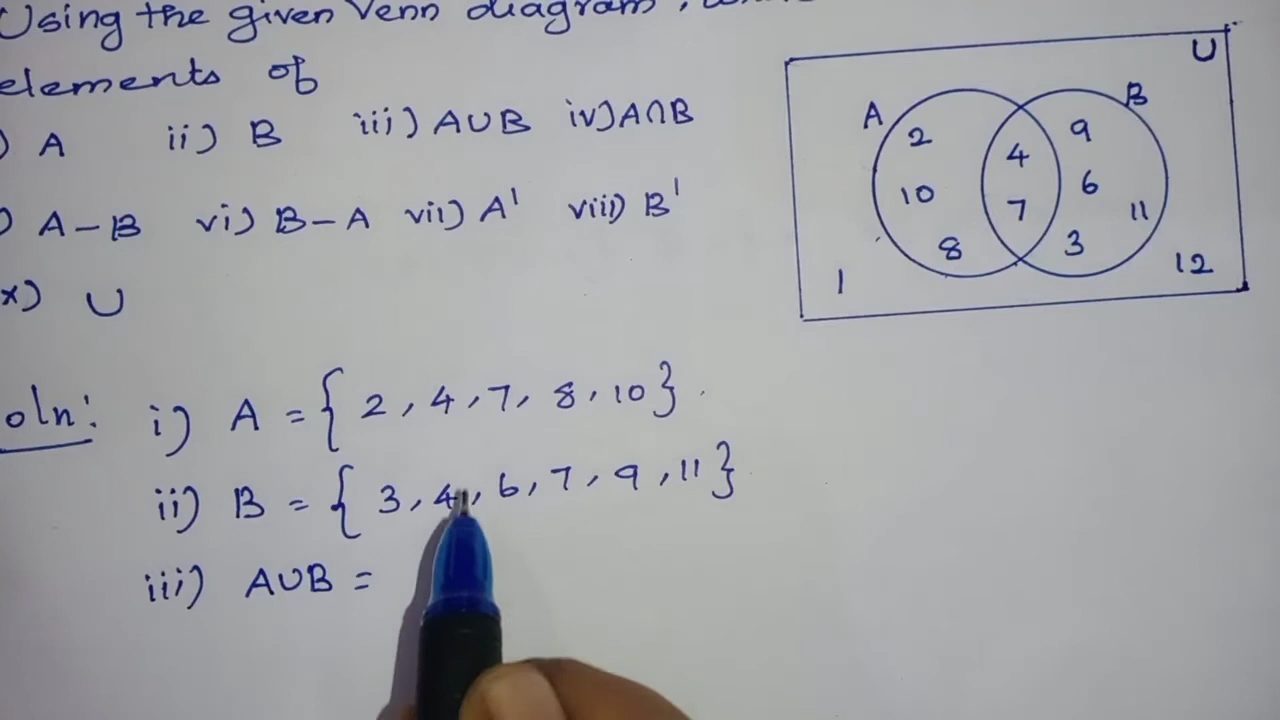 Using the given Venn diagram,
elements of
) A ii) B iii) A∪B iv) A∩B
) A – B vi) B – A vii) A' viii) B'
x) U
oln: i) A = { 2, 4, 7, 8, 10 }.
ii) B = { 3, 4, 6, 7, 9, 11 }
iii) A∪B =
U
A B
2 4 9
10 7 6 11
8 3
1 12